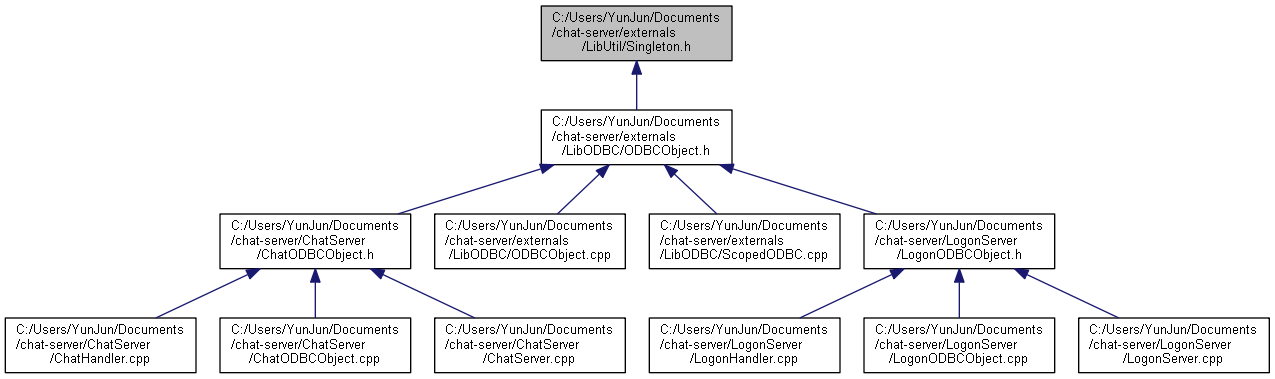 C:/Users/YunJun/Documents
/chat-server/externals
/LibUtil/Singleton.h
C:/Users/YunJun/Documents
/chat-server/externals
/LibODBC/ODBCObject.h
C:/Users/YunJun/Documents
/chat-server/ChatServer
/ChatODBCObject.h
C:/Users/YunJun/Documents
/chat-server/externals
/LibODBC/ODBCObject.cpp
C:/Users/YunJun/Documents
/chat-server/externals
/LibODBC/ScopedODBC.cpp
C:/Users/YunJun/Documents
/chat-server/LogonServer
/LogonODBCObject.h
C:/Users/YunJun/Documents
/chat-server/ChatServer
/ChatHandler.cpp
C:/Users/YunJun/Documents
/chat-server/ChatServer
/ChatODBCObject.cpp
C:/Users/YunJun/Documents
/chat-server/ChatServer
/ChatServer.cpp
C:/Users/YunJun/Documents
/chat-server/LogonServer
/LogonHandler.cpp
C:/Users/YunJun/Documents
/chat-server/LogonServer
/LogonODBCObject.cpp
C:/Users/YunJun/Documents
/chat-server/LogonServer
/LogonServer.cpp